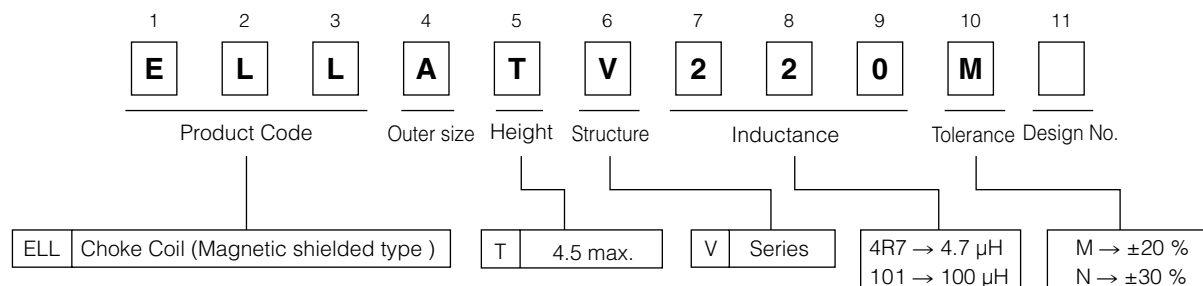 1 2 3 4 5 6 7 8 9 10 11
E L L A T V 2 2 0 M
Product Code Outer size Height Structure Inductance Tolerance Design No.
ELL Choke Coil (Magnetic shielded type ) T 4.5 max. V Series 4R7 → 4.7 μH M → ±20 %
101 → 100 μH N → ±30 %